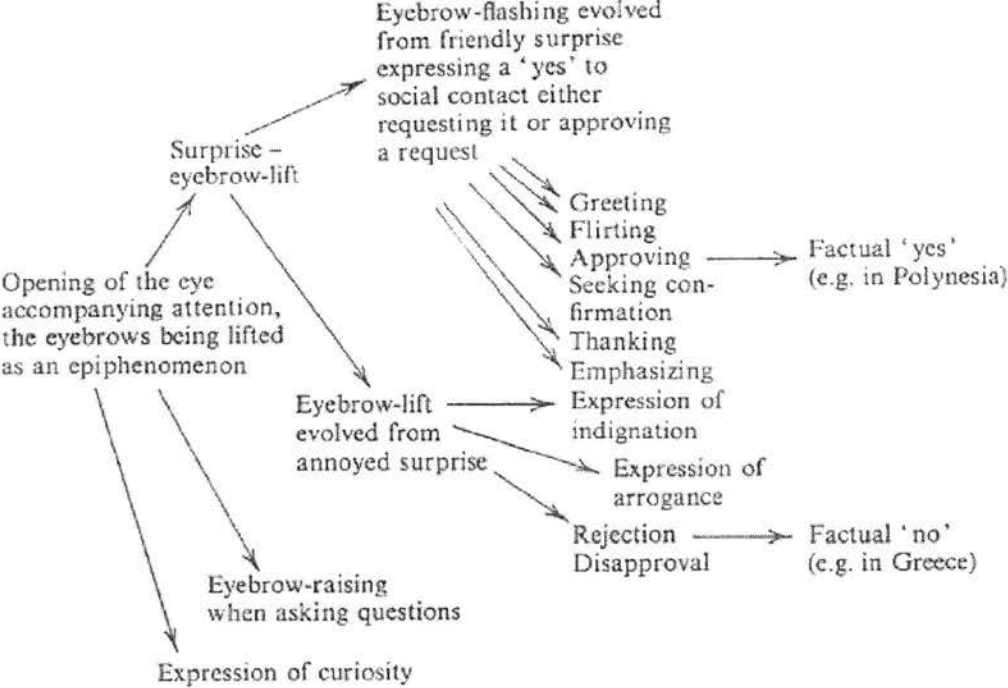 Eyebrow-flashing evolved
from friendly surprise
expressing a ‘yes’ to
social contact either
requesting it or approving
a request
Surprise –
eyebrow-lift
Greeting
Flirting
Approving
Seeking con-
firmation
Thanking
Emphasizing
Factual ‘yes’
(e.g. in Polynesia)
Opening of the eye
accompanying attention,
the eyebrows being lifted
as an epiphenomenon
Eyebrow-lift
evolved from
annoyed surprise
Expression of
indignation
Expression of
arrogance
Rejection
Disapproval
Factual ‘no’
(e.g. in Greece)
Eyebrow-raising
when asking questions
Expression of curiosity